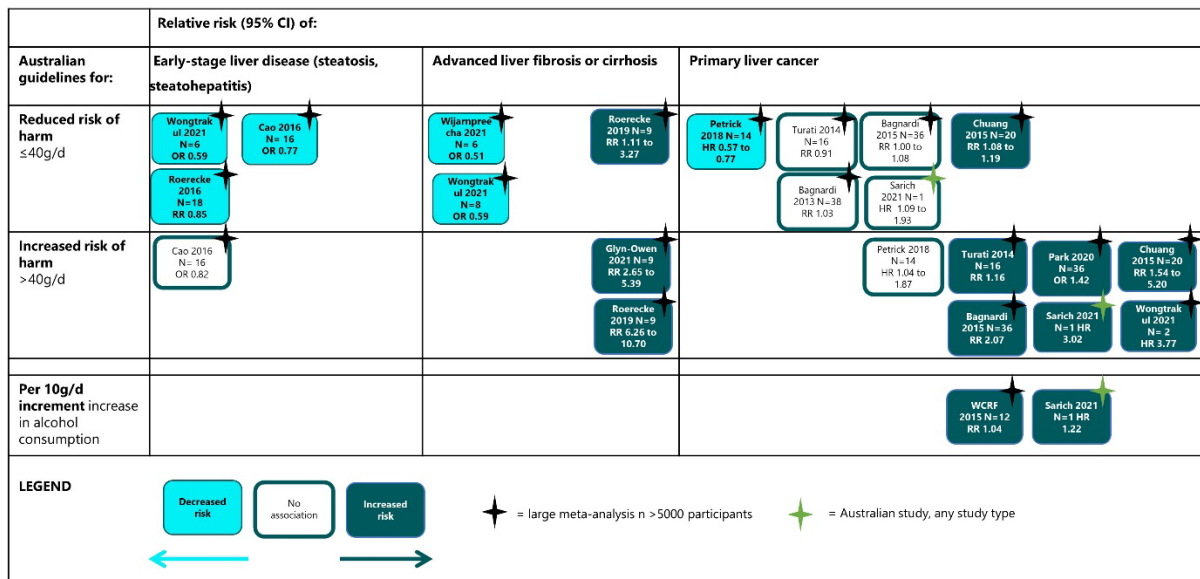 Relative risk (95% CI) of:
Australian
guidelines for:
Early-stage liver disease (steatosis,
steatohepatitis)
Advanced liver fibrosis or cirrhosis
Primary liver cancer
Reduced risk of
harm
≤40g/d
Wongtrak
ul 2021
N=6
OR 0.59
Cao 2016
N= 16
OR 0.77
Roerecke
2016
N=18
RR 0.85
Wijarnpree
cha 2021
N= 6
OR 0.51
Wongtrak
ul 2021
N=8
OR 0.59
Roerecke
2019 N=9
RR 1.11 to
3.27
Petrick
2018 N=14
HR 0.57 to
0.77
Turati 2014
N=16
RR 0.91
Bagnardi
2015 N=36
RR 1.00 to
1.08
Chuang
2015 N=20
RR 1.08 to
1.19
Bagnardi
2013 N=38
RR 1.03
Sarich
2021 N=1
HR 1.09 to
1.93
Increased risk of
harm
>40g/d
Cao 2016
N= 16
OR 0.82
Glyn-Owen
2021 N=9
RR 2.65 to
5.39
Roerecke
2019 N=9
RR 6.26 to
10.70
Petrick 2018
N=14
HR 1.04 to
1.87
Turati 2014
N=16
RR 1.16
Park 2020
N=36
OR 1.42
Chuang
2015 N=20
RR 1.54 to
5.20
Bagnardi
2015 N=36
RR 2.07
Sarich 2021
N=1 HR
3.02
Wongtrak
ul 2021
N= 2
HR 3.77
Per 10g/d
increment increase
in alcohol
consumption
WCRF
2015 N=12
RR 1.04
Sarich 2021
N=1 HR
1.22
LEGEND
Decreased
risk
No
association
Increased
risk
= large meta-analysis n >5000 participants
= Australian study, any study type